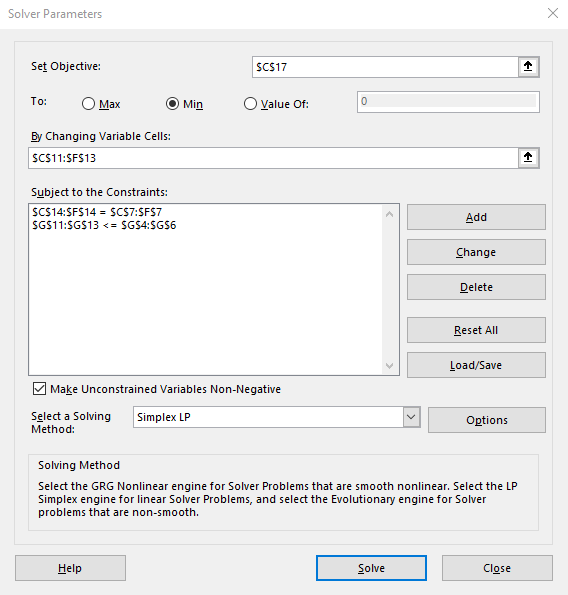 Solver Parameters
Set Objective:
$C$17
To:
Max
Min
Value Of:
0
By Changing Variable Cells:
$C$11:$F$13
Subject to the Constraints:
$C$14:$F$14 = $C$7:$F$7
$G$11:$G$13 <= $G$4:$G$6
Add
Change
Delete
Reset All
Load/Save
Make Unconstrained Variables Non-Negative
Select a Solving
Method:
Simplex LP
Options
Solving Method
Select the GRG Nonlinear engine for Solver Problems that are smooth nonlinear. Select the LP
Simplex engine for linear Solver Problems, and select the Evolutionary engine for Solver
problems that are non-smooth.
Help
Solve
Close